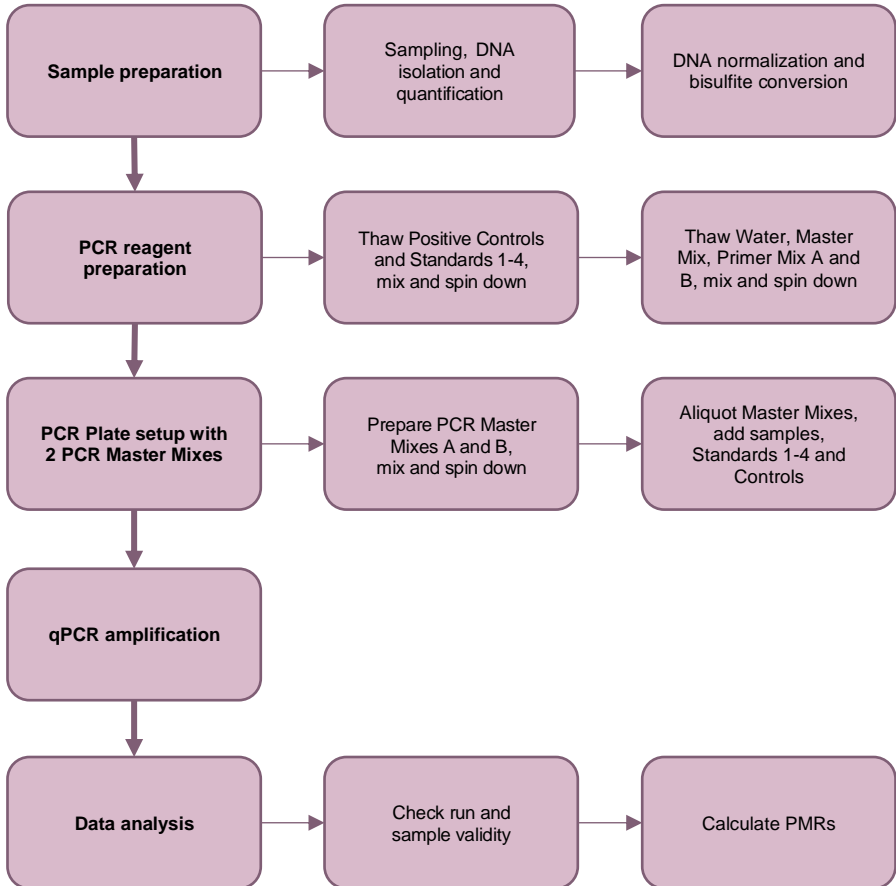 Sample preparation
Sampling, DNA
isolation and
quantification
DNA normalization and
bisulfite conversion
PCR reagent
preparation
Thaw Positive Controls
and Standards 1-4,
mix and spin down
Thaw Water, Master
Mix, Primer Mix A and
B, mix and spin down
PCR Plate setup with
2 PCR Master Mixes
Prepare PCR Master
Mixes A and B,
mix and spin down
Aliquot Master Mixes,
add samples,
Standards 1-4 and
Controls
qPCR amplification
Data analysis
Check run and
sample validity
Calculate PMRs